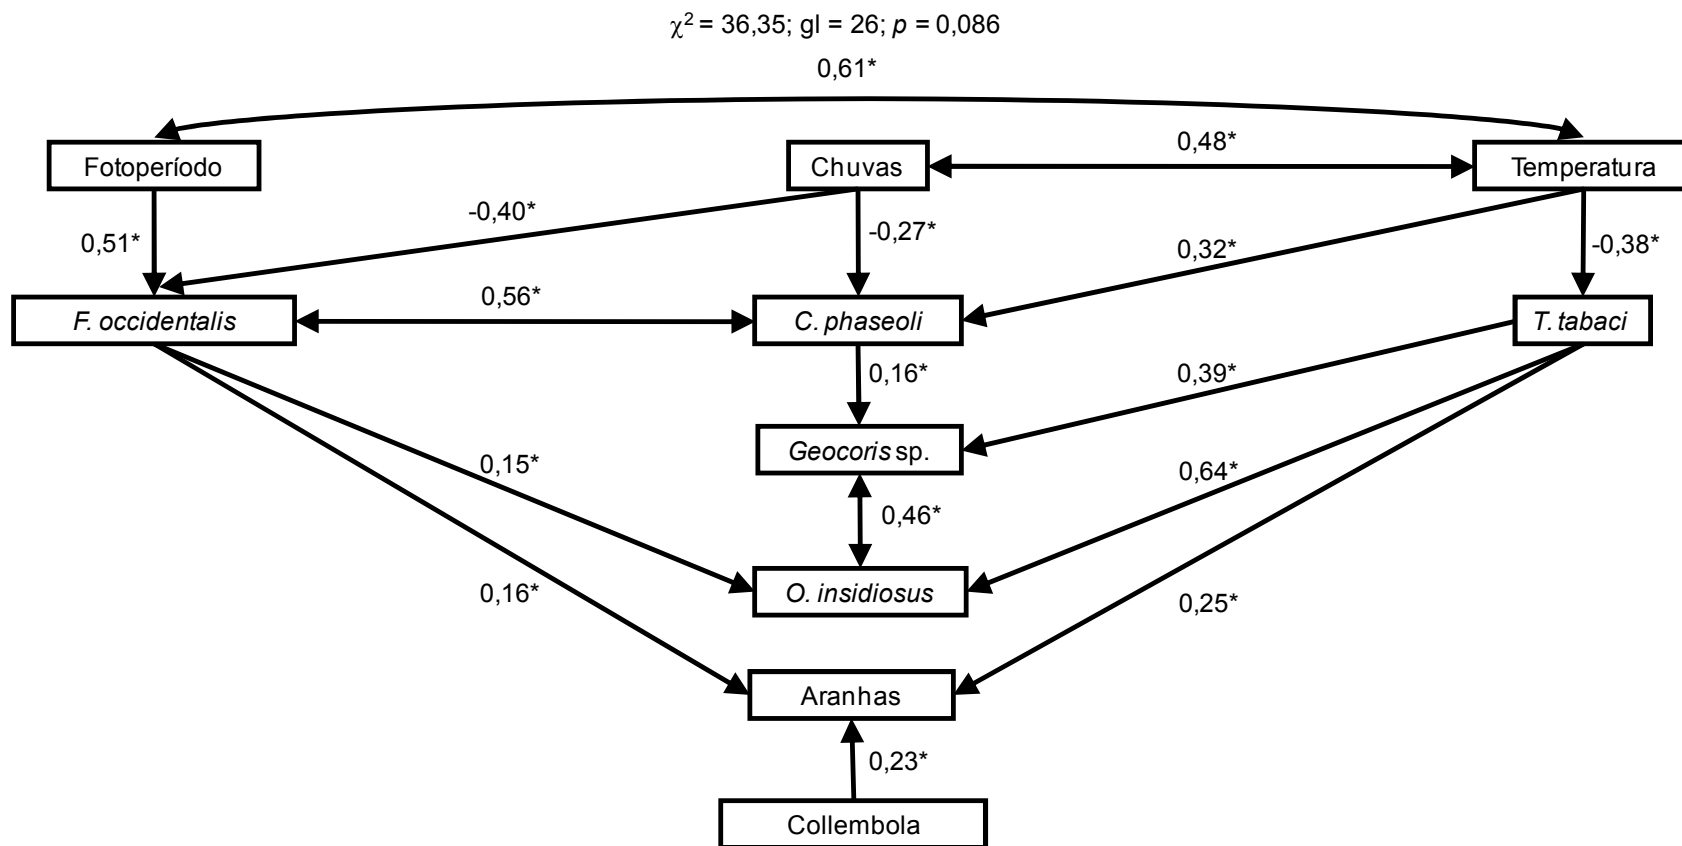 χ² = 36,35; gl = 26; p = 0,086
0,61*
Fotoperíodo
Chuvas
0,48*
Temperatura
0,51*
-0,40*
-0,27*
0,32*
-0,38*
F. occidentalis
0,56*
C. phaseoli
T. tabaci
0,16*
0,39*
Geocoris sp.
0,15*
0,46*
0,64*
O. insidiosus
0,16*
0,25*
Aranhas
0,23*
Collembola